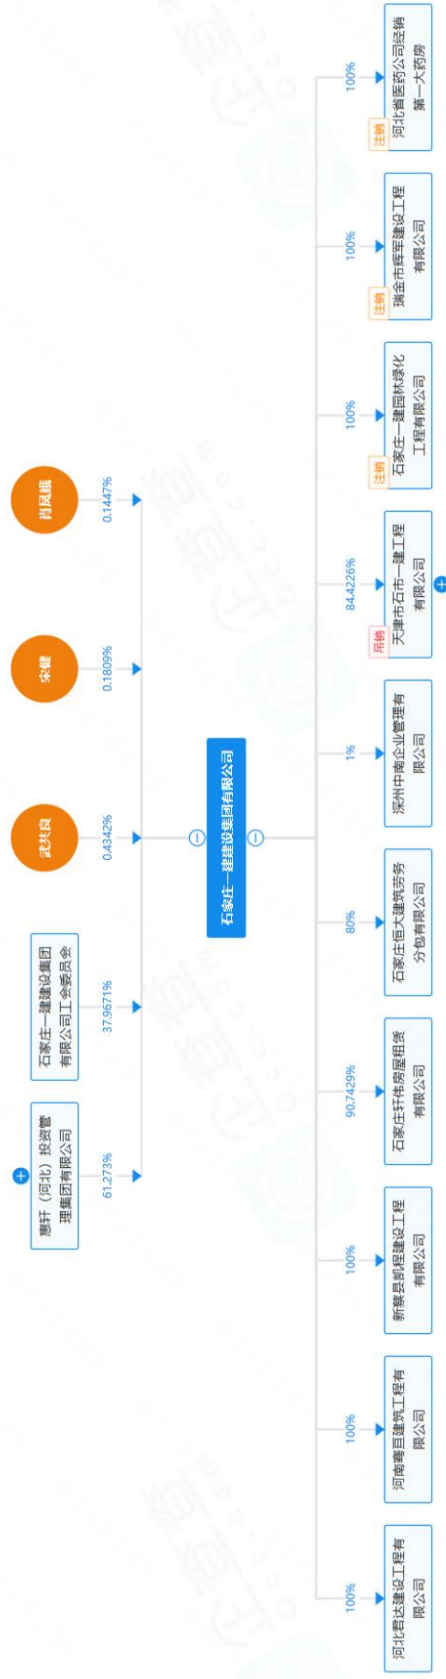 惠轩（河北）投资管
理集团有限公司
61.273%
石家庄一建建设集团
有限公司工会委员会
37.9671%
武共良
0.4342%
宋健
0.1809%
肖凤娥
0.1447%
石家庄一建建设集团有限公司
100%
河北君达建设工程有
限公司
100%
河南骞亘建筑工程有
限公司
100%
新蔡县凯程建设工程
有限公司
90.7429%
石家庄轩伟房屋租赁
有限公司
80%
石家庄恒大建筑劳务
分包有限公司
1%
深州中南企业管理有
限公司
84.4226%
吊销
天津市石市一建工程
有限公司
100%
注销
石家庄一建园林绿化
工程有限公司
100%
注销
瑞金市辉军建设工程
有限公司
100%
注销
河北省医药公司经销
第一大药房